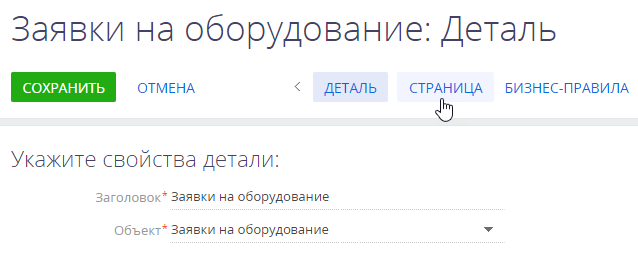 Заявки на оборудование: Деталь
СОХРАНИТЬ ОТМЕНА ДЕТАЛЬ СТРАНИЦА БИЗНЕС-ПРАВИЛА
Укажите свойства детали:
Заголовок* Заявки на оборудование
Объект* Заявки на оборудование